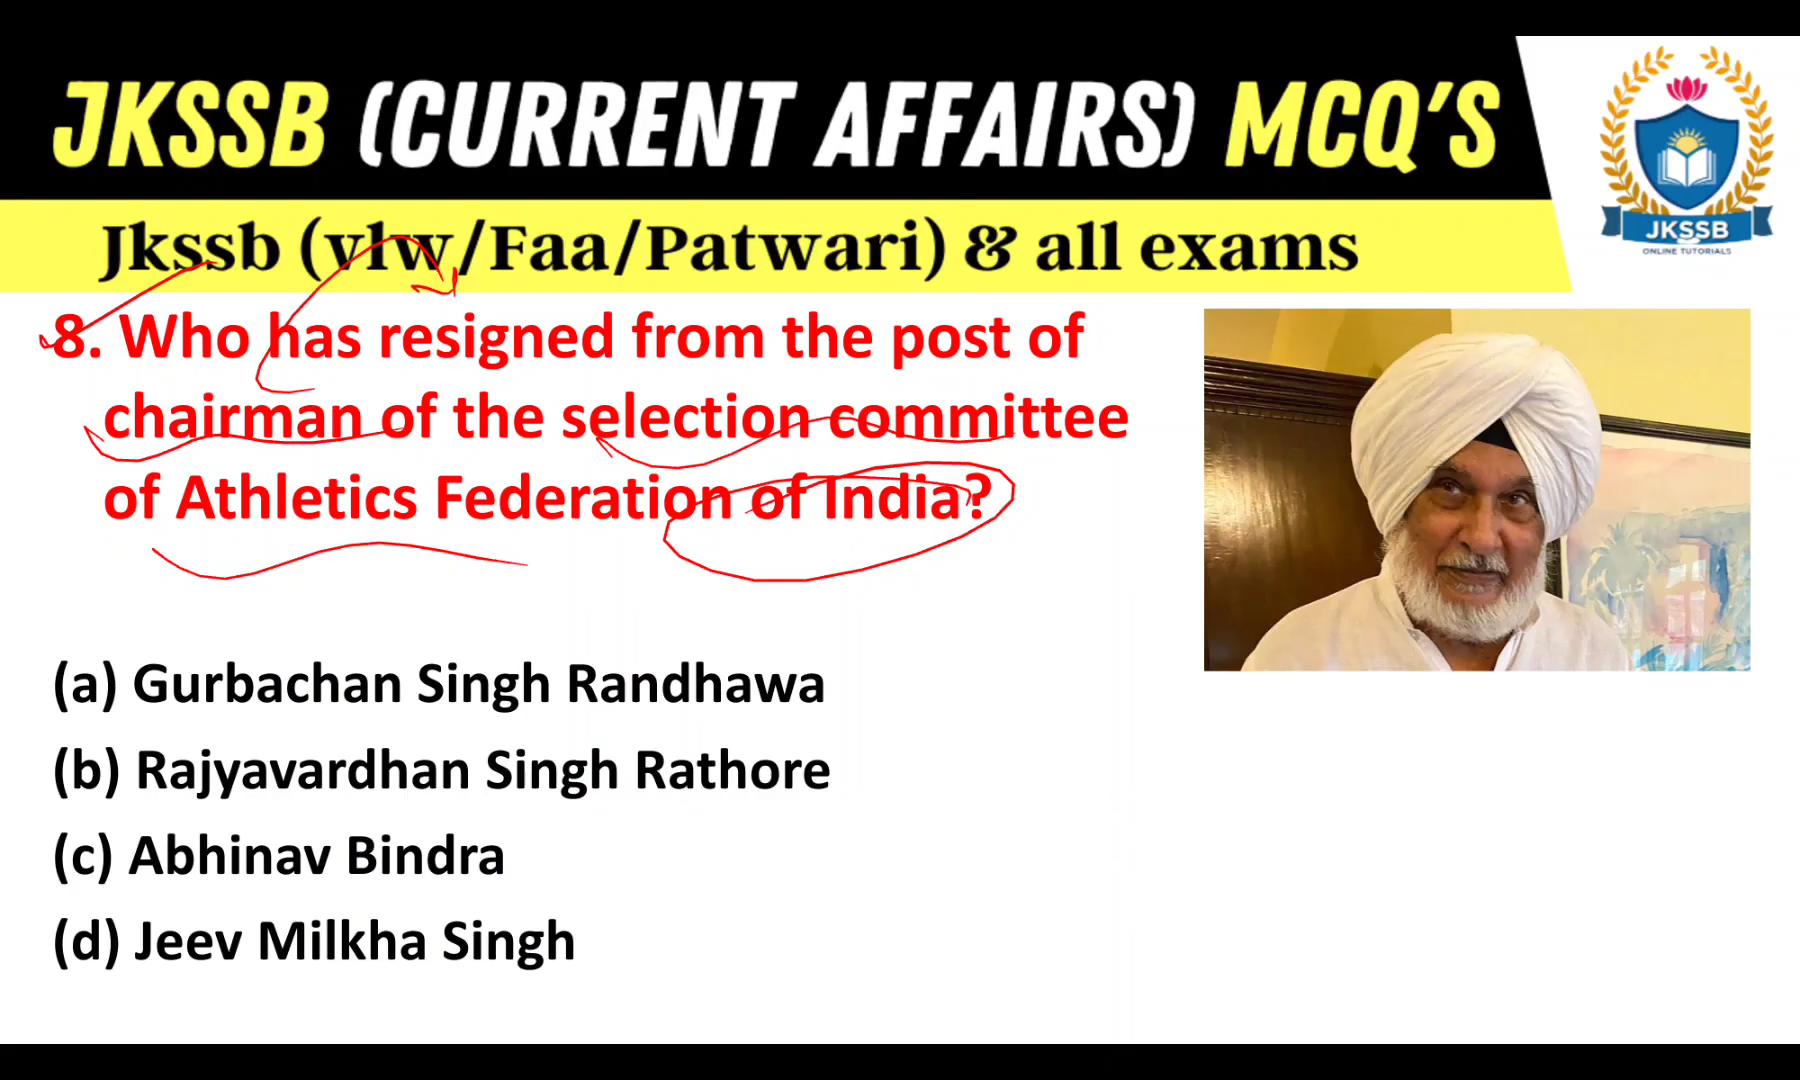 JKSSB (CURRENT AFFAIRS) MCQ'S
JKSSB
ONLINE TUTORIALS
Jkssb (vlw/Faa/Patwari) & all exams
8. Who has resigned from the post of
chairman of the selection committee
of Athletics Federation of India?
(a) Gurbachan Singh Randhawa
(b) Rajyavardhan Singh Rathore
(c) Abhinav Bindra
(d) Jeev Milkha Singh